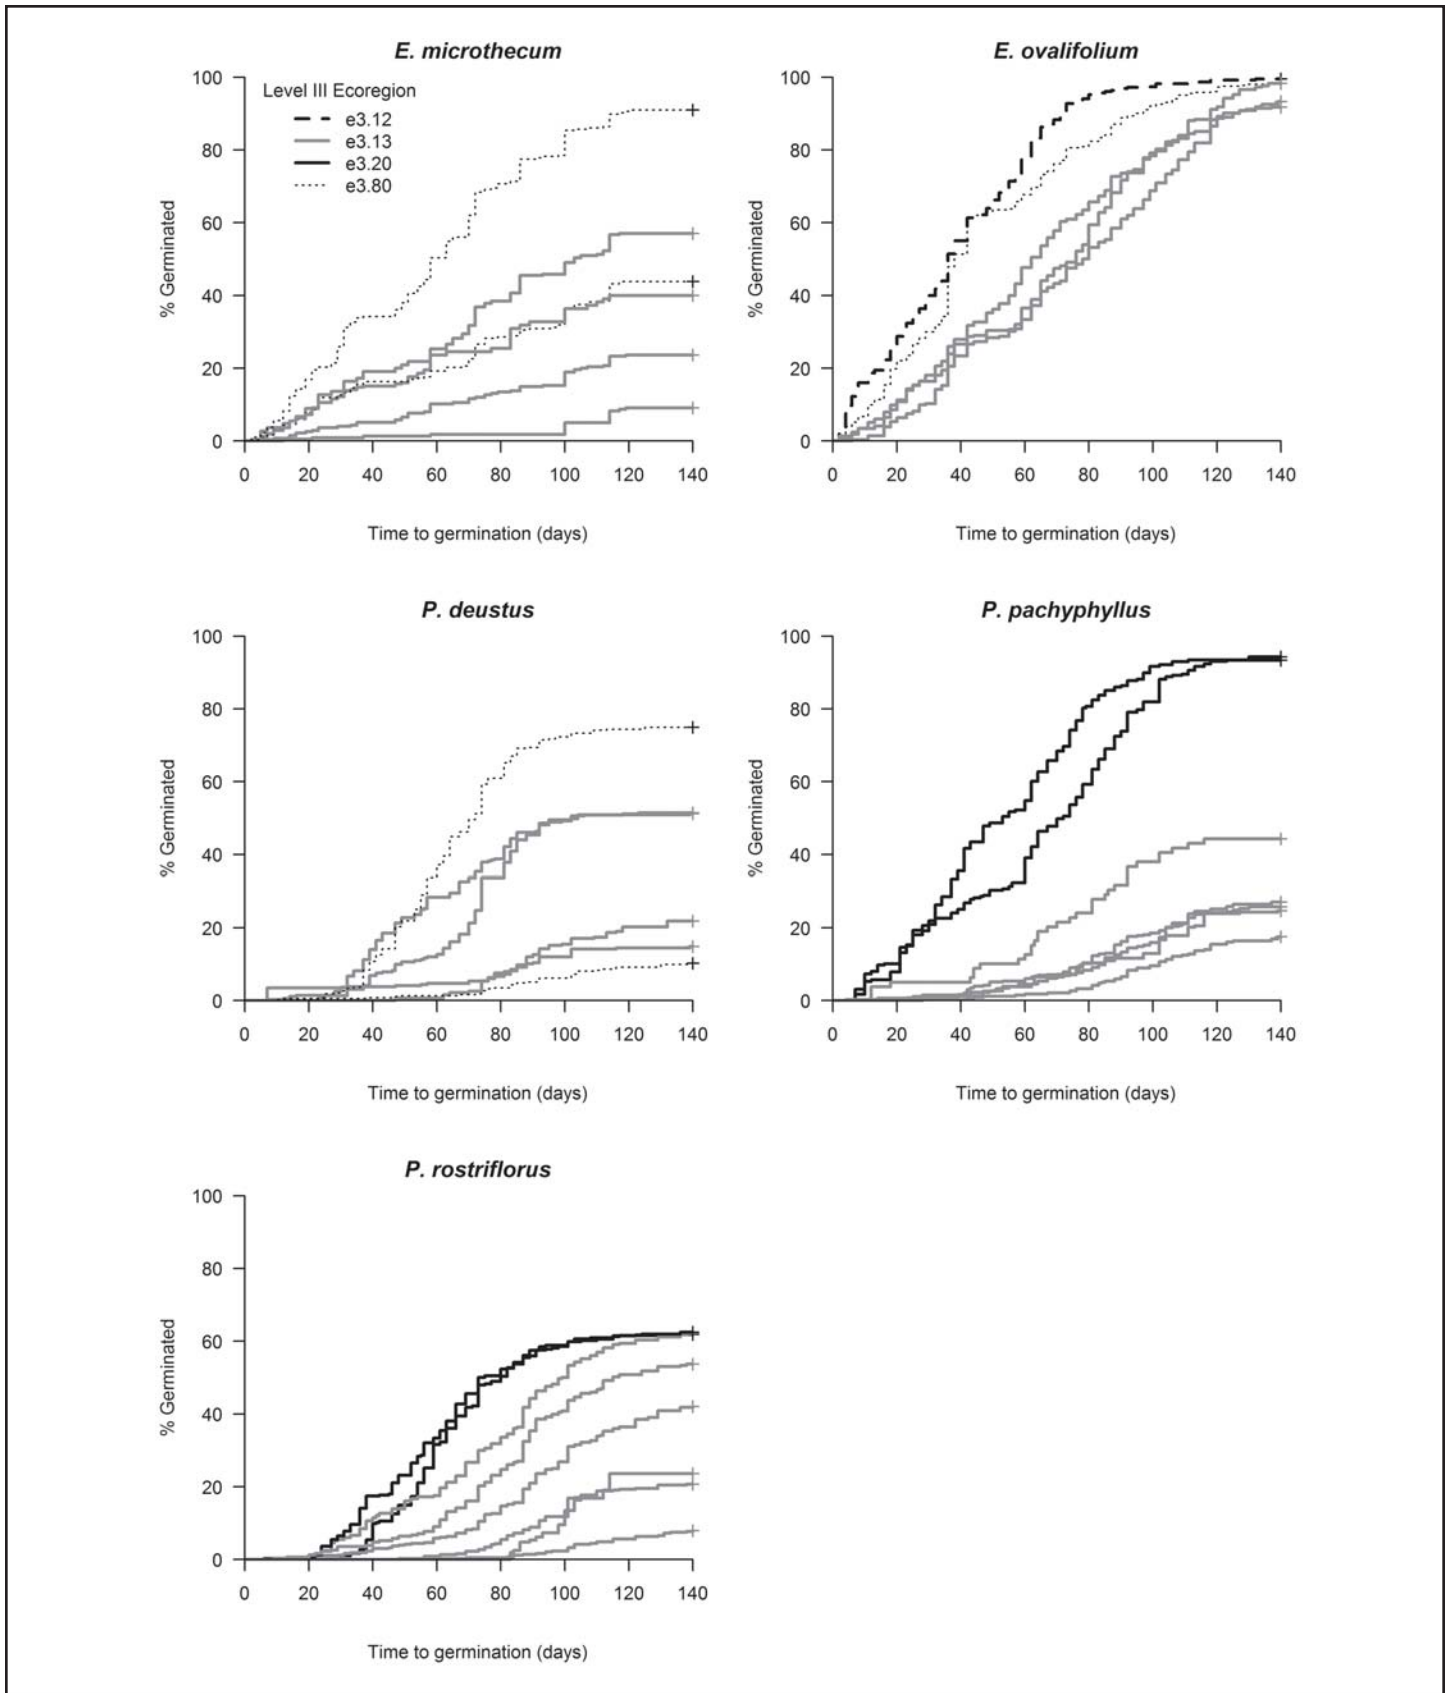 E. microthecum
100
80
60
40
20
0
% Germinated
Level III Ecoregion
e3.12
e3.13
e3.20
e3.80
0 20 40 60 80 100 120 140
Time to germination (days)
E. ovalifolium
100
80
60
40
20
0
% Germinated
0 20 40 60 80 100 120 140
Time to germination (days)
P. deustus
100
80
60
40
20
0
% Germinated
0 20 40 60 80 100 120 140
Time to germination (days)
P. pachyphyllus
100
80
60
40
20
0
% Germinated
0 20 40 60 80 100 120 140
Time to germination (days)
P. rostriflorus
100
80
60
40
20
0
% Germinated
0 20 40 60 80 100 120 140
Time to germination (days)